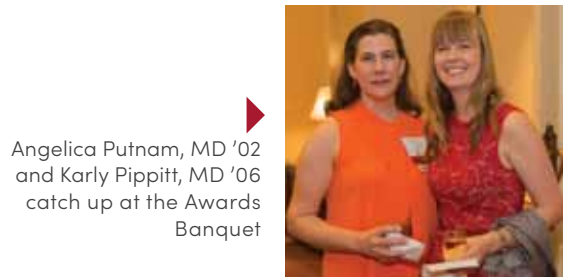 Angelica Putnam, MD ’02
and Karly Pippitt, MD ’06
catch up at the Awards
Banquet